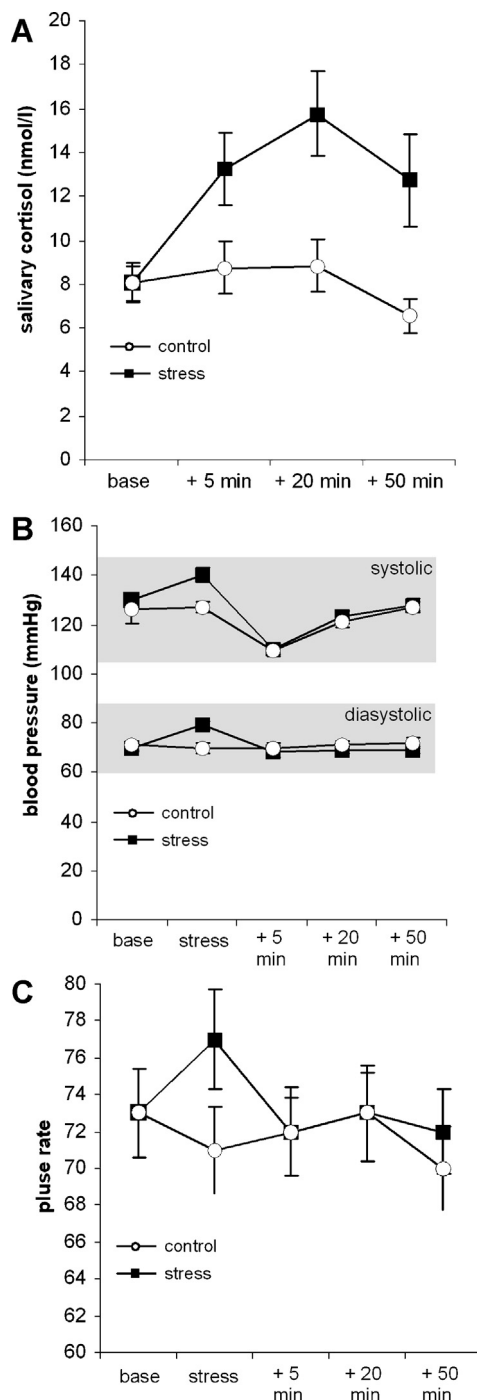 A
20
18
16
14
12
10
8
6
4
2
0
salivary cortisol (nmol/l)
control
stress
base + 5 min + 20 min + 50 min
B
160
140
120
100
80
60
40
20
0
blood pressure (mmHg)
systolic
diasystolic
control
stress
base stress + 5 min + 20 min + 50 min
C
80
78
76
74
72
70
68
66
64
62
60
pluse rate
control
stress
base stress + 5 min + 20 min + 50 min